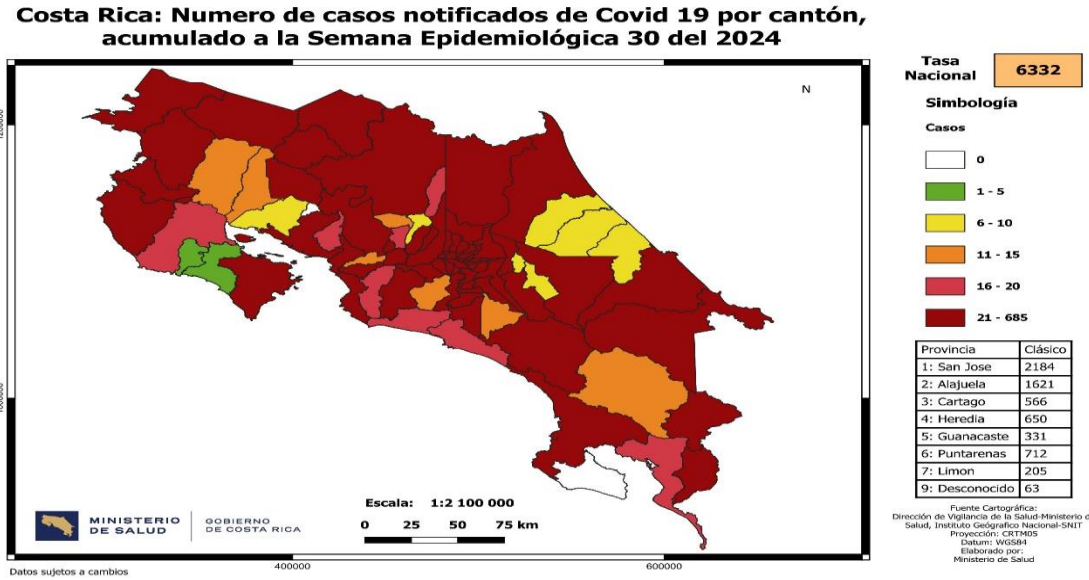 Costa Rica: Numero de casos notificados de Covid 19 por cantón,
acumulado a la Semana Epidemiológica 30 del 2024
400000
600000
N
Tasa
Nacional
6332
Simbología
Casos
0
1 - 5
6 - 10
11 - 15
16 - 20
21 - 685
Provincia Clásico
1: San Jose 2184
2: Alajuela 1621
3: Cartago 566
4: Heredia 650
5: Guanacaste 331
6: Puntarenas 712
7: Limon 205
9: Desconocido 63
Fuente Cartográfica:
Dirección de Vigilancia de la Salud-Ministerio d
Salud, Instituto Geógrafico Nacional-SNIT
Proyección: CRTM05
Datum: WGS84
Elaborado por:
Ministerio de Salud
Escala: 1:2 100 000
0 25 50 75 km
MINISTERIO
DE SALUD
GOBIERNO
DE COSTA RICA
400000
600000
Datos sujetos a cambios